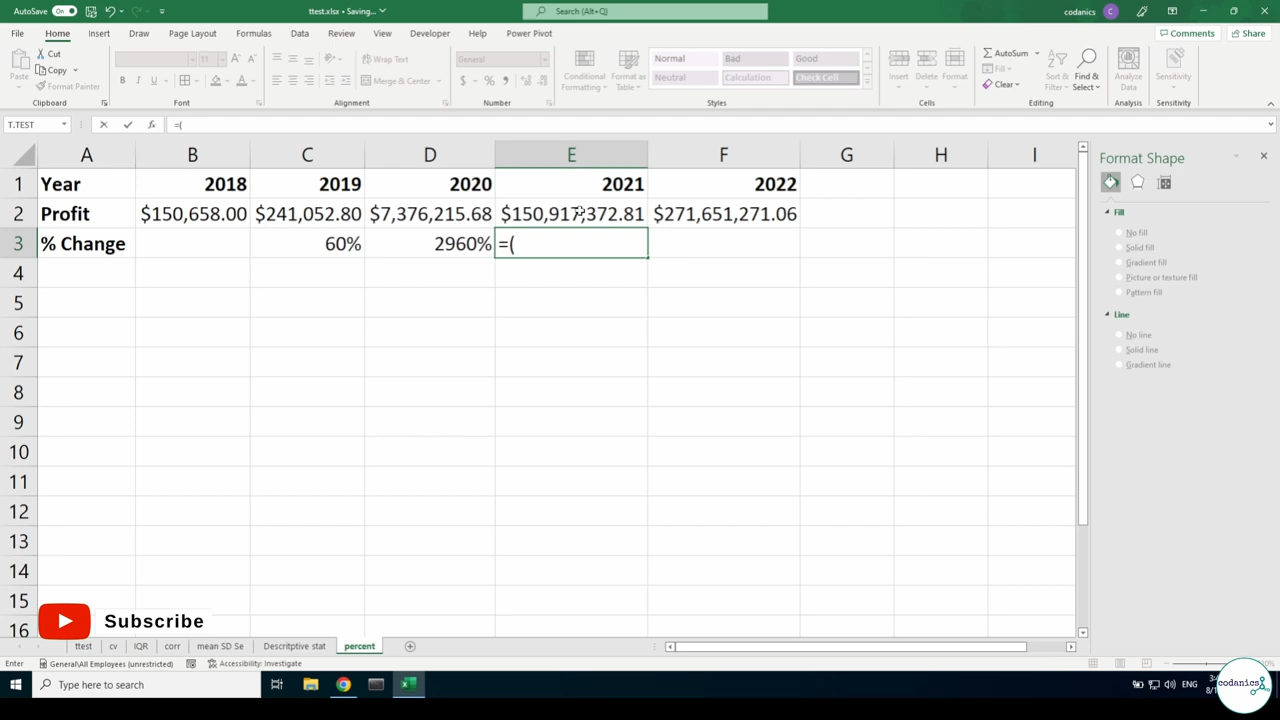 AutoSave On ttest.xlsx • Saving... Search (Alt+Q) codanics C
File Home Insert Draw Page Layout Formulas Data Review View Developer Help Power Pivot Comments Share
Paste Cut Copy Format Painter
B I U A A A
Wrap Text
Merge & Center
General
$ % ,
Conditional Formatting Format as Table
Normal Bad Good
Neutral Calculation Check Cell
Insert Delete Format
AutoSum Fill Clear
Sort & Filter Find & Select
Analyze Data Sensitivity
Clipboard Font Alignment Number Styles Cells Editing Analysis Sensitivity
T.TEST fx =(
A B C D E F G H I
1 Year 2018 2019 2020 2021 2022
2 Profit $150,658.00 $241,052.80 $7,376,215.68 $150,917,372.81 $271,651,271.06
3 % Change 60% 2960% =(
4
5
6
7
8
9
10
11
12
13
14
15
16
Format Shape
Fill
No fill
Solid fill
Gradient fill
Picture or texture fill
Pattern fill
Line
No line
Solid line
Gradient line
Subscribe
ttest cv IQR corr mean SD Se Descritptive stat percent
Enter General\All Employees (unrestricted) Accessibility: Investigate
Type here to search ENG
codanics